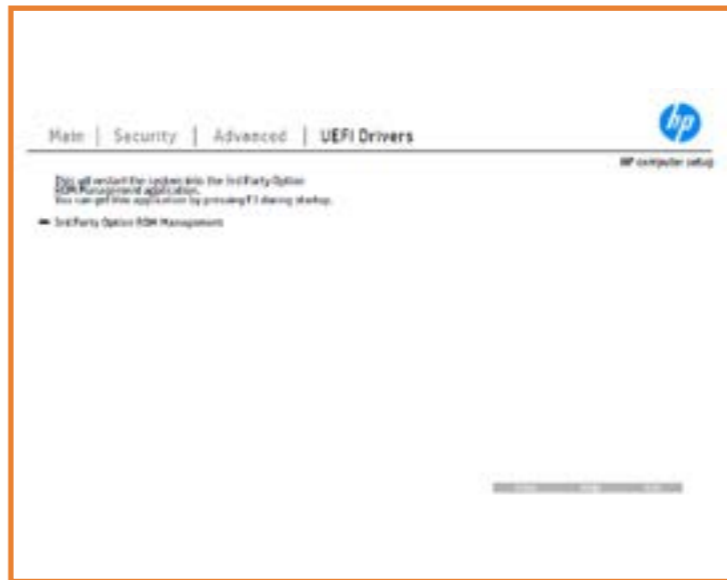 hp
Main | Security | Advanced | UEFI Drivers
HP computer setup
This will restart the system into the 3rd Party Option
ROM Management application.
You can get this application by pressing F3 during startup.
3rd Party Option ROM Management